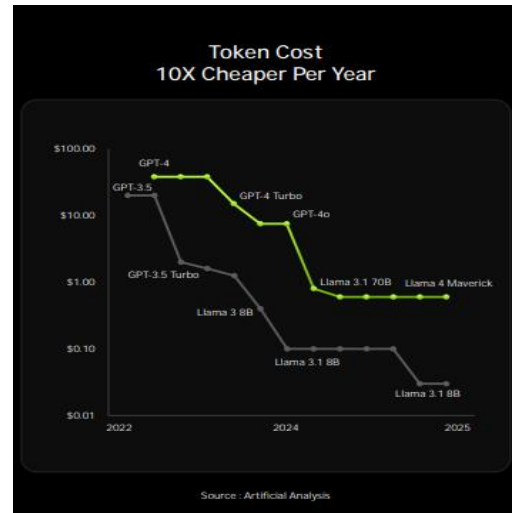 Token Cost
10X Cheaper Per Year
$100.00
GPT-4
GPT-3.5
GPT-4 Turbo
$10.00
GPT-4o
GPT-3.5 Turbo
$1.00
Llama 3.1 70B
Llama 4 Maverick
Llama 3 8B
$0.10
Llama 3.1 8B
Llama 3.1 8B
$0.01
2022
2024
2025
Source : Artificial Analysis